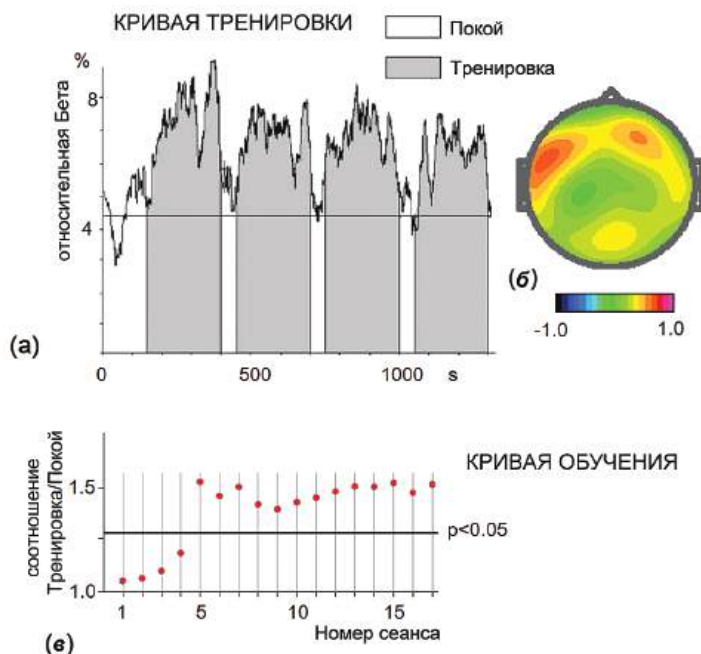 КРИВАЯ ТРЕНИРОВКИ
Покой
Тренировка
%
8
4
относительная Бета
(а)
0
500
1000
s
(б)
-1.0
1.0
КРИВАЯ ОБУЧЕНИЯ
соотношение
Тренировка/Покой
1.5
1.0
p<0.05
1
5
10
15
Номер сеанса
(в)